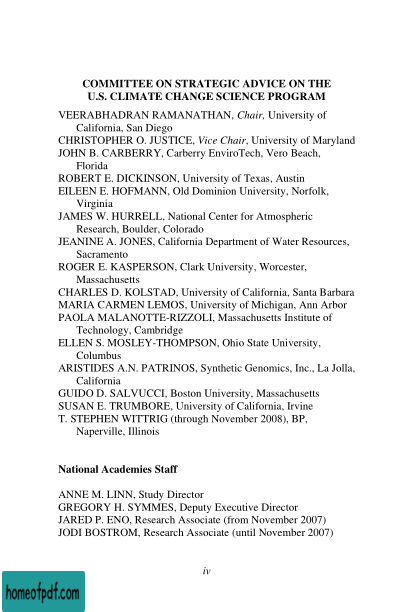 COMMITTEE ON STRATEGIC ADVICE ON THE
U.S. CLIMATE CHANGE SCIENCE PROGRAM
VEERABHADRAN RAMANATHAN, Chair, University of
California, San Diego
CHRISTOPHER O. JUSTICE, Vice Chair, University of Maryland
JOHN B. CARBERRY, Carberry EnviroTech, Vero Beach,
Florida
ROBERT E. DICKINSON, University of Texas, Austin
EILEEN E. HOFMANN, Old Dominion University, Norfolk,
Virginia
JAMES W. HURRELL, National Center for Atmospheric
Research, Boulder, Colorado
JEANINE A. JONES, California Department of Water Resources,
Sacramento
ROGER E. KASPERSON, Clark University, Worcester,
Massachusetts
CHARLES D. KOLSTAD, University of California, Santa Barbara
MARIA CARMEN LEMOS, University of Michigan, Ann Arbor
PAOLA MALANOTTE-RIZZOLI, Massachusetts Institute of
Technology, Cambridge
ELLEN S. MOSLEY-THOMPSON, Ohio State University,
Columbus
ARISTIDES A.N. PATRINOS, Synthetic Genomics, Inc., La Jolla,
California
GUIDO D. SALVUCCI, Boston University, Massachusetts
SUSAN E. TRUMBORE, University of California, Irvine
T. STEPHEN WITTRIG (through November 2008), BP,
Naperville, Illinois
National Academies Staff
ANNE M. LINN, Study Director
GREGORY H. SYMMES, Deputy Executive Director
JARED P. ENO, Research Associate (from November 2007)
JODI BOSTROM, Research Associate (until November 2007)
iv
homeofpdf.com